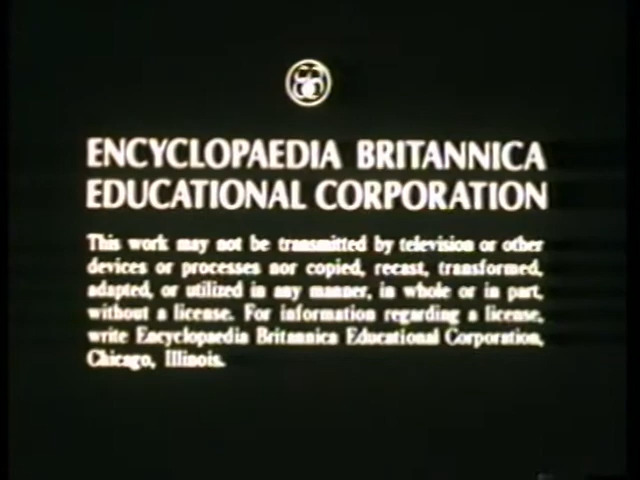 ENCYCLOPAEDIA BRITANNICA
EDUCATIONAL CORPORATION
This work may not be transmitted by television or other
devices or processes nor copied, recast, transformed,
adapted, or utilized in any manner, in whole or in part,
without a license. For information regarding a license,
write Encyclopaedia Britannica Educational Corporation,
Chicago, Illinois.